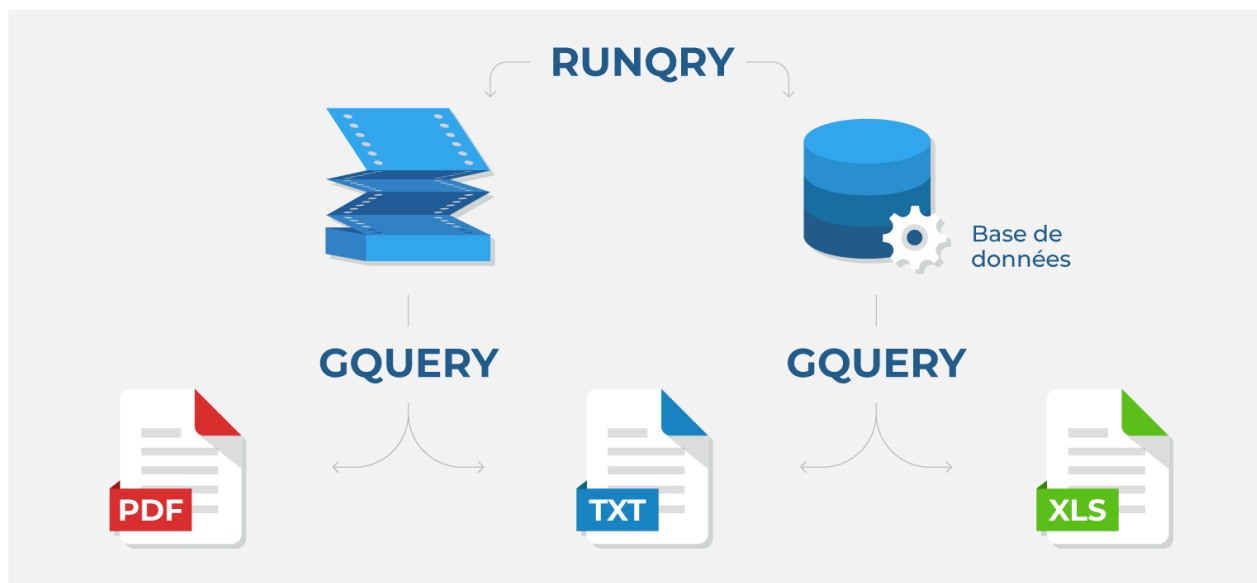 RUNQRY
Base de
données
GQUERY
GQUERY
PDF
TXT
XLS